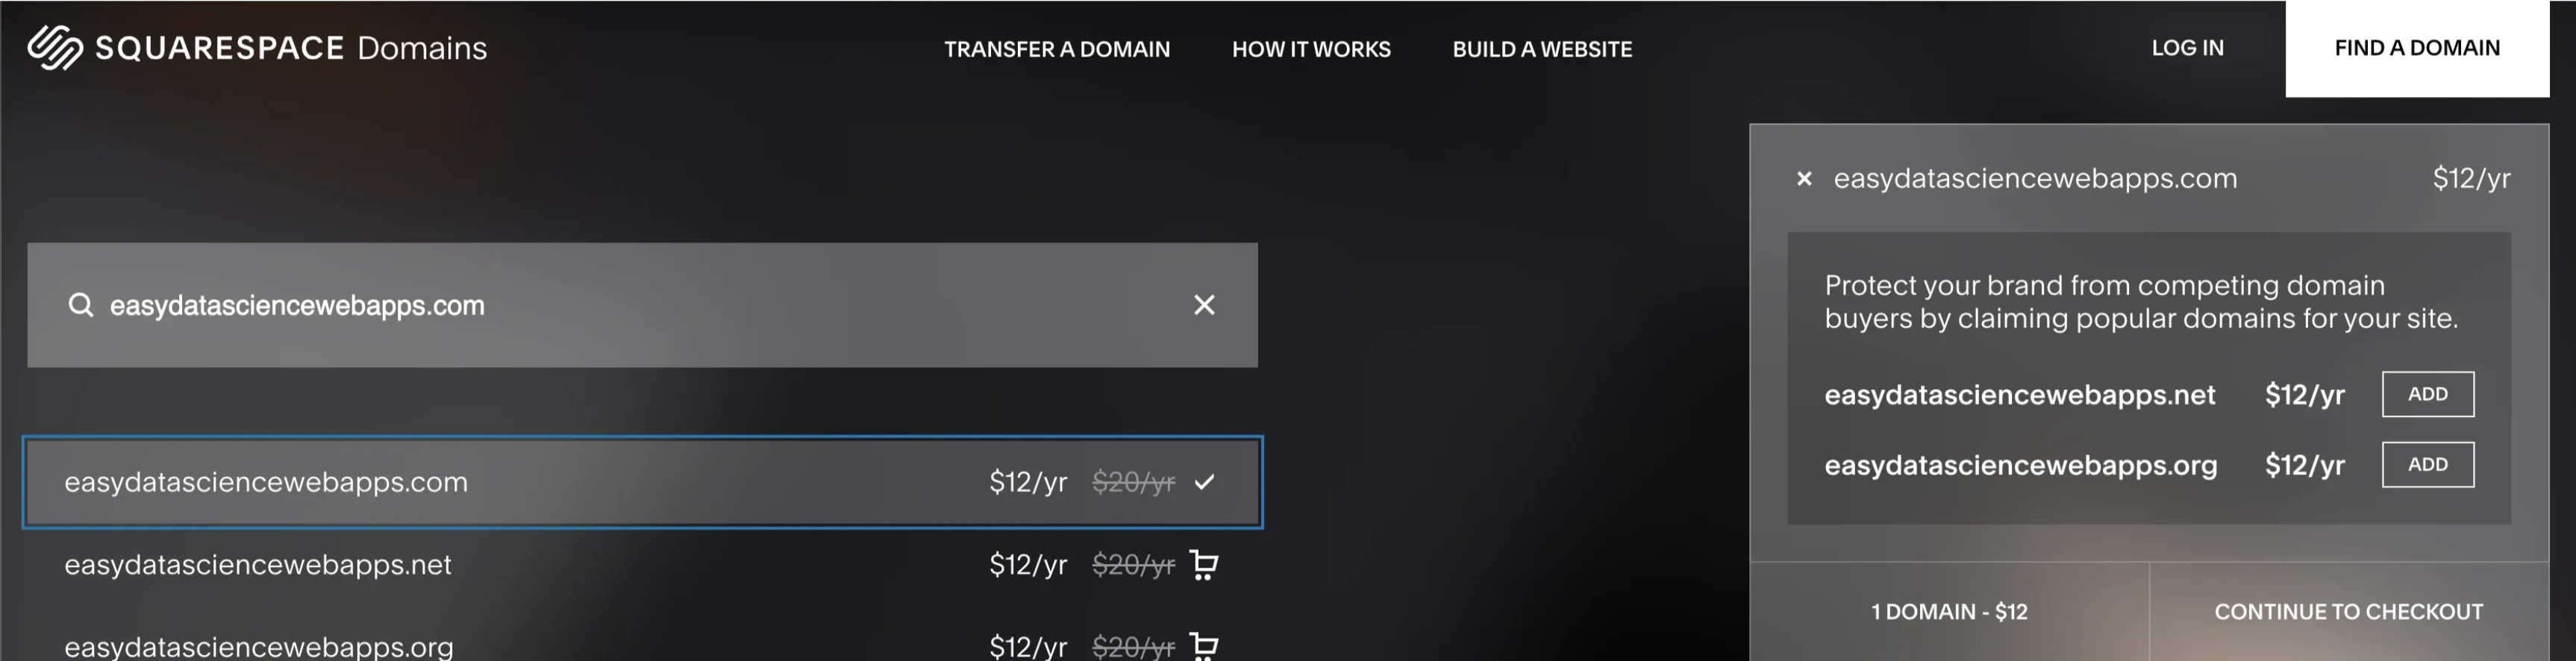 SQUARESPACE Domains
TRANSFER A DOMAIN
HOW IT WORKS
BUILD A WEBSITE
LOG IN
FIND A DOMAIN
easydatasciencewebapps.com
easydatasciencewebapps.com $12/yr $20/yr
easydatasciencewebapps.net $12/yr $20/yr
easydatasciencewebapps.org $12/yr $20/yr
× easydatasciencewebapps.com $12/yr
Protect your brand from competing domain
buyers by claiming popular domains for your site.
easydatasciencewebapps.net $12/yr ADD
easydatasciencewebapps.org $12/yr ADD
1 DOMAIN - $12
CONTINUE TO CHECKOUT